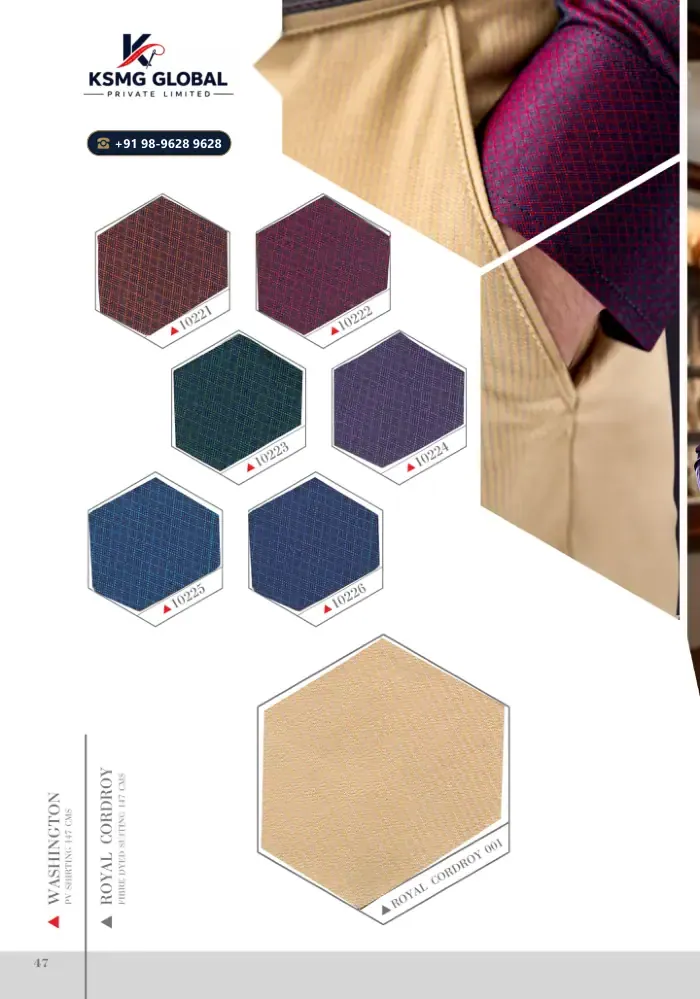 KSMG GLOBAL
PRIVATE LIMITED
+91 98-9628 9628
▲10221
▲10222
▲10223
▲10224
▲10225
▲10226
▲ROYAL CORDROY 001
▲ WASHINGTON
PV SHIRTING 147 CMS
▲ ROYAL CORDROY
FIBRE DYED SUITING 147 CMS
47